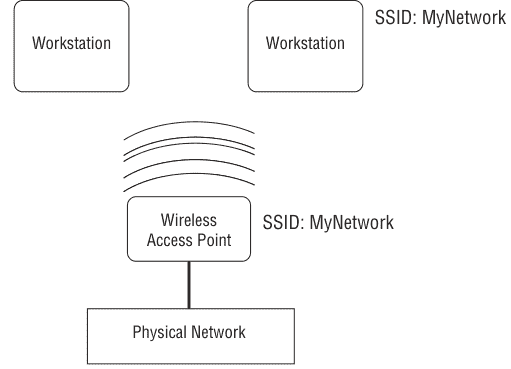 SSID: MyNetwork
Workstation
Workstation
SSID: MyNetwork
Wireless
Access Point
Physical Network